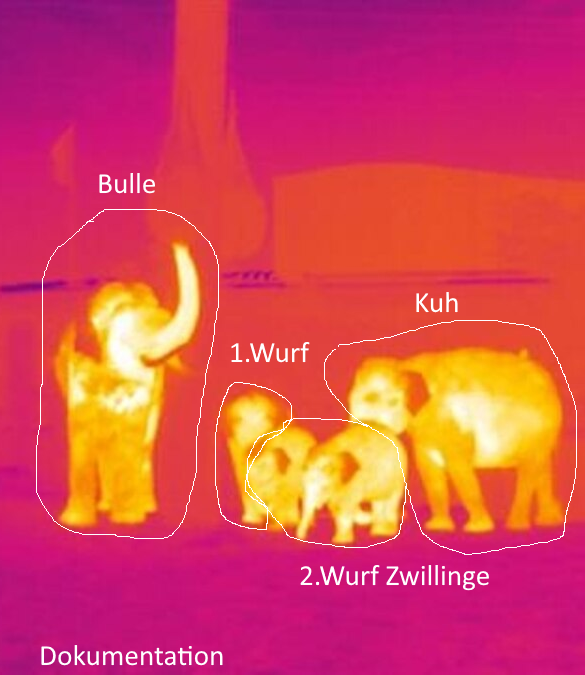 Bulle
Kuh
1.Wurf
2.Wurf Zwillinge
Dokumentation